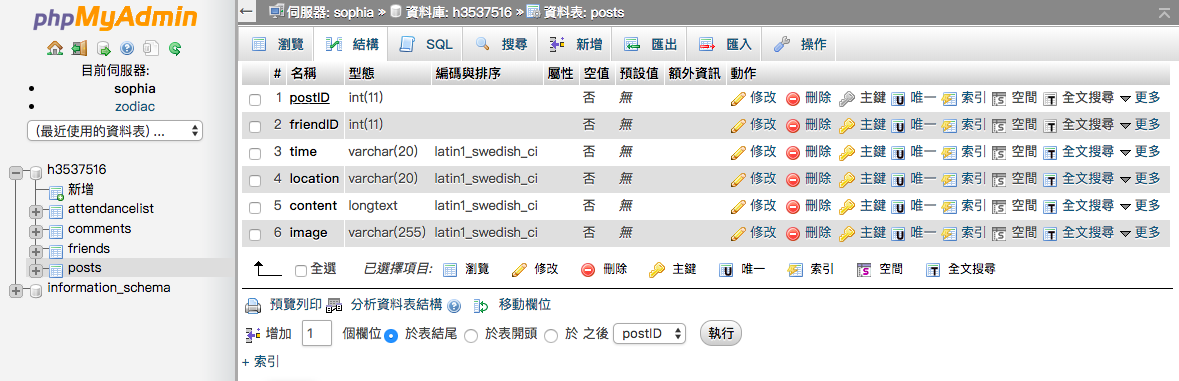 phpMyAdmin
目前伺服器:
sophia
zodiac
(最近使用的資料表) ...
h3537516
新增
attendancelist
comments
friends
posts
information_schema
伺服器: sophia » 資料庫: h3537516 » 資料表: posts
瀏覽 結構 SQL 搜尋 新增 匯出 匯入 操作
# 名稱 型態 編碼與排序 屬性 空值 預設值 額外資訊 動作
1 postID int(11) 否 無 修改 刪除 主鍵 唯一 索引 空間 全文搜尋 更多
2 friendID int(11) 否 無 修改 刪除 主鍵 唯一 索引 空間 全文搜尋 更多
3 time varchar(20) latin1_swedish_ci 否 無 修改 刪除 主鍵 唯一 索引 空間 全文搜尋 更多
4 location varchar(20) latin1_swedish_ci 否 無 修改 刪除 主鍵 唯一 索引 空間 全文搜尋 更多
5 content longtext latin1_swedish_ci 否 無 修改 刪除 主鍵 唯一 索引 空間 全文搜尋 更多
6 image varchar(255) latin1_swedish_ci 否 無 修改 刪除 主鍵 唯一 索引 空間 全文搜尋 更多
全選 已選擇項目: 瀏覽 修改 刪除 主鍵 唯一 索引 空間 全文搜尋
預覽列印 分析資料表結構 移動欄位
增加 1 個欄位 於表結尾 於表開頭 於 之後 postID 執行
+ 索引